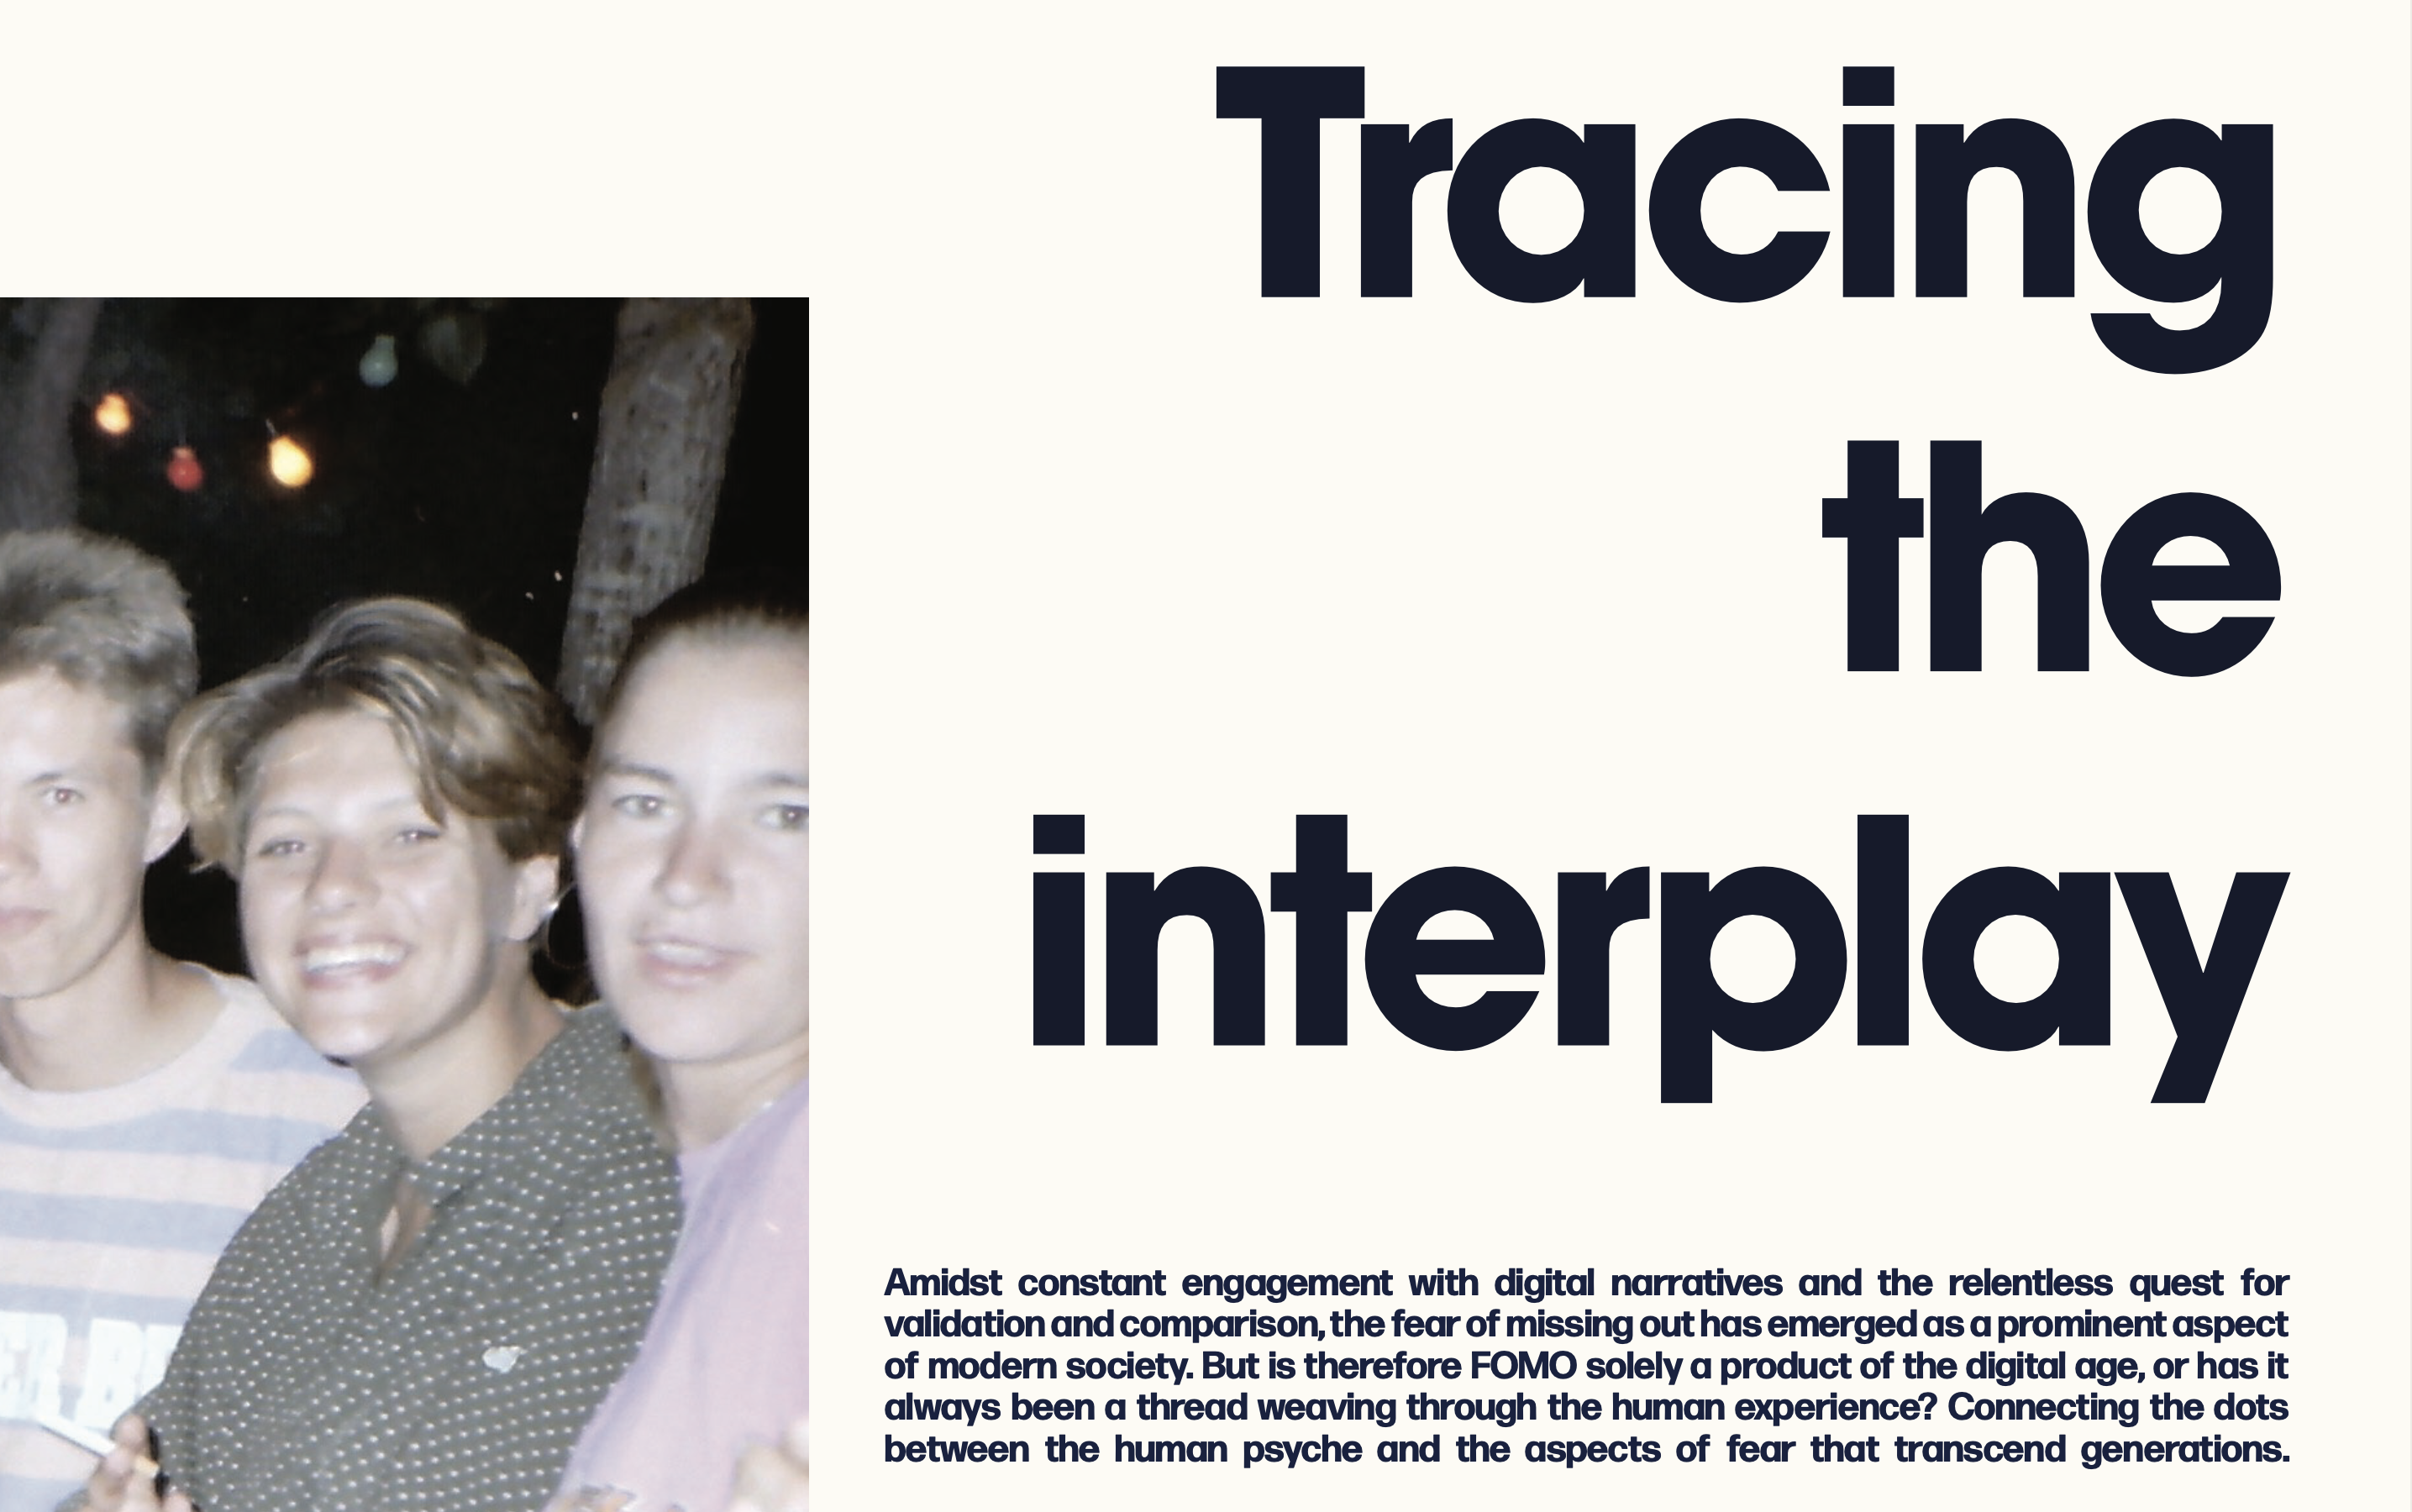 Tracing
the
interplay
Amidst constant engagement with digital narratives and the relentless quest for
validation and comparison, the fear of missing out has emerged as a prominent aspect
of modern society. But is therefore FOMO solely a product of the digital age, or has it
always been a thread weaving through the human experience? Connecting the dots
between the human psyche and the aspects of fear that transcend generations.